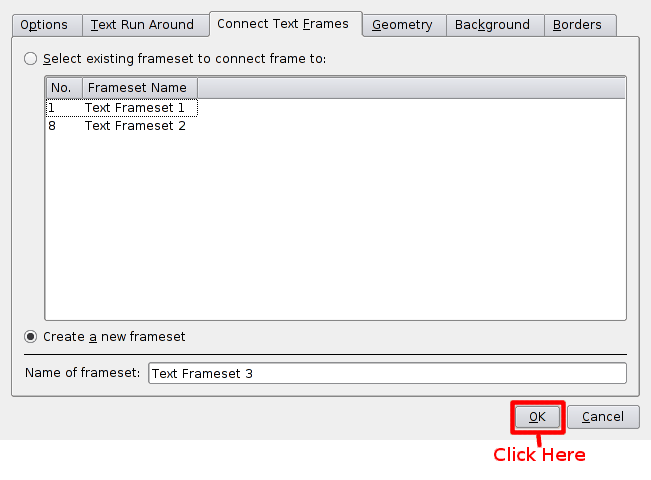 Options Text Run Around Connect Text Frames Geometry Background Borders
Select existing frameset to connect frame to:
No. Frameset Name
1 Text Frameset 1
8 Text Frameset 2
Create a new frameset
Name of frameset: Text Frameset 3
OK Cancel
Click Here